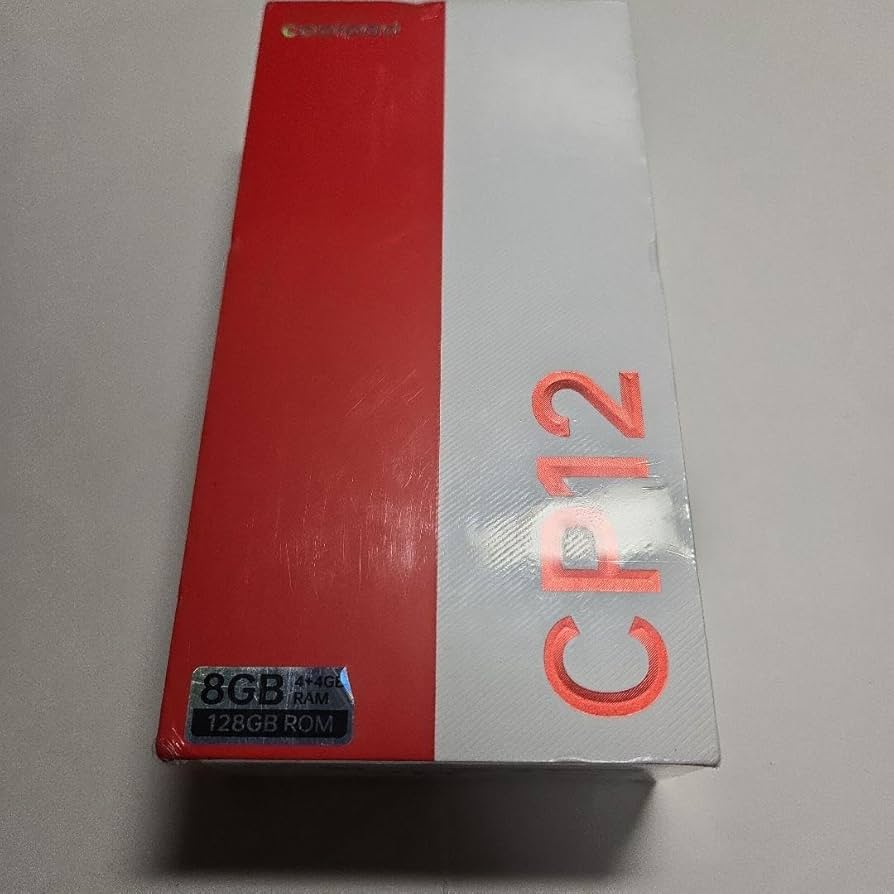 coolpad
CP12
8GB 4+4GB RAM
128GB ROM